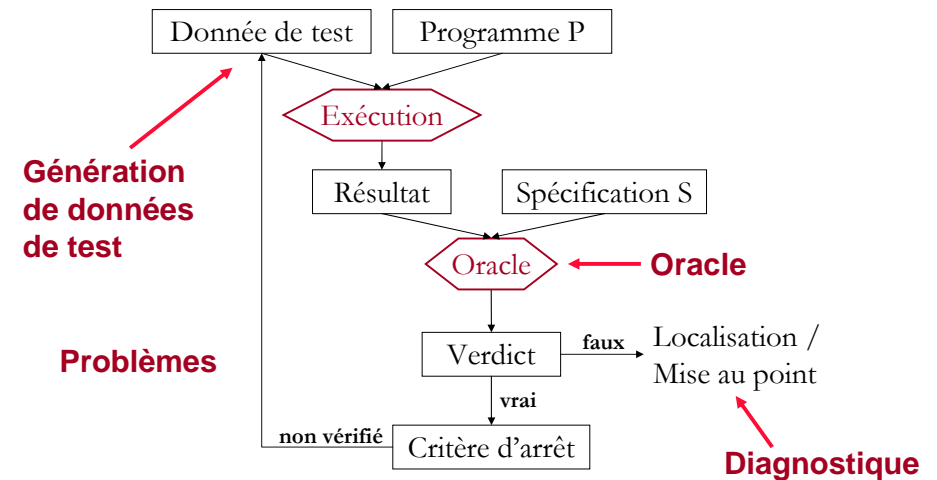 Donnée de test
Programme P
Exécution
Génération
de données
de test
Résultat
Spécification S
Oracle
Oracle
Problèmes
Verdict
faux
Localisation /
Mise au point
vrai
non vérifié
Critère d'arrêt
Diagnostique